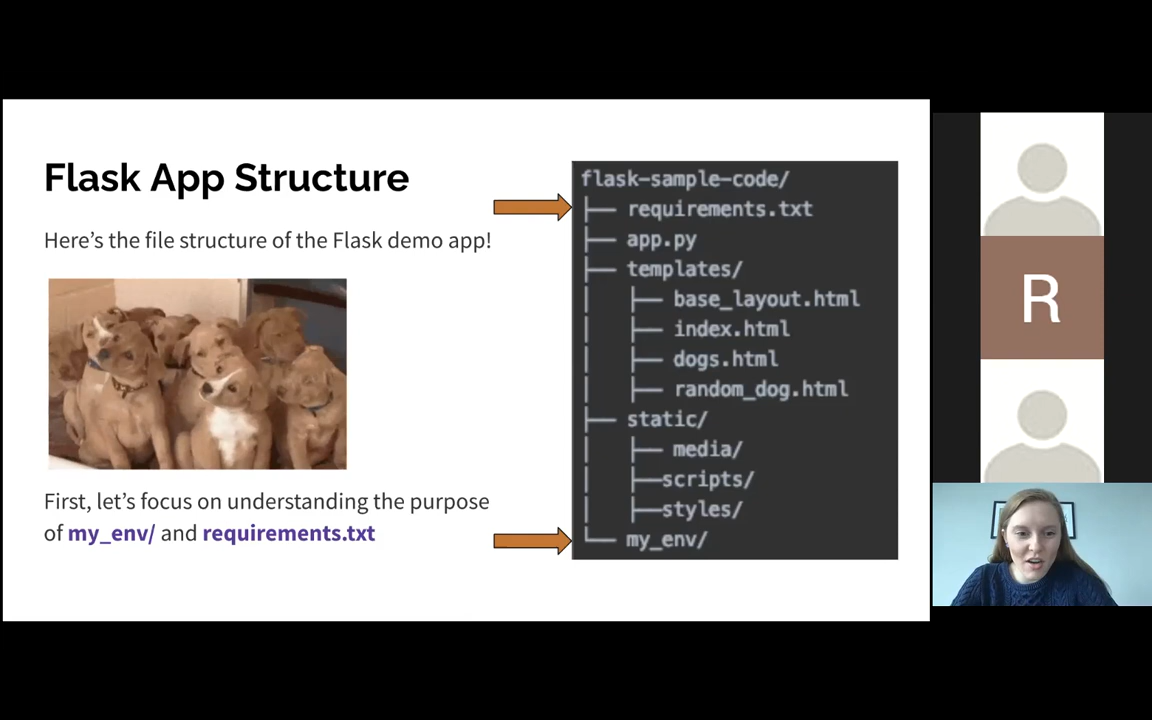 Flask App Structure
Here's the file structure of the Flask demo app!
First, let's focus on understanding the purpose
of my_env/ and requirements.txt
flask-sample-code/
├── requirements.txt
├── app.py
├── templates/
│   ├── base_layout.html
│   ├── index.html
│   ├── dogs.html
│   ├── random_dog.html
├── static/
│   ├── media/
│   ├──scripts/
│   ├──styles/
└── my_env/
R